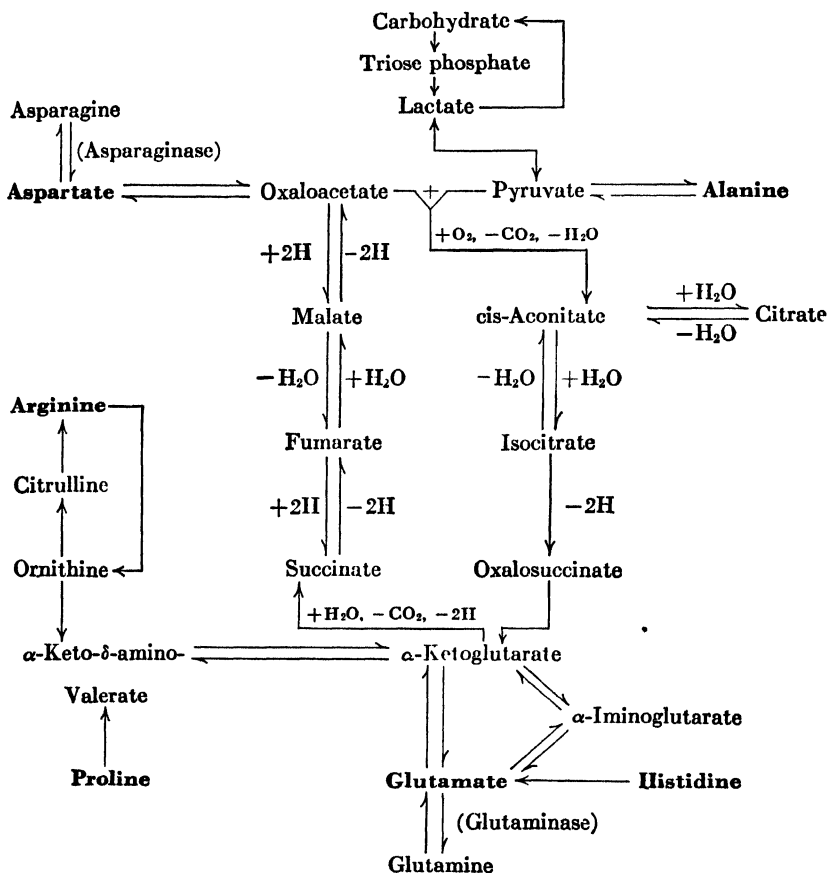 Carbohydrate
Triose phosphate
Lactate
Asparagine
(Asparaginase)
Aspartate
Oxaloacetate
+
Pyruvate
Alanine
+O₂, −CO₂, −H₂O
+2H
−2H
Malate
cis-Aconitate
+H₂O
−H₂O
Citrate
−H₂O
+H₂O
−H₂O
+H₂O
Arginine
Fumarate
Isocitrate
Citrulline
+2H
−2H
−2H
Ornithine
Succinate
Oxalosuccinate
+H₂O, −CO₂, −2H
α-Keto-δ-amino-
Valerate
α-Ketoglutarate
α-Iminoglutarate
Proline
Glutamate
Histidine
(Glutaminase)
Glutamine